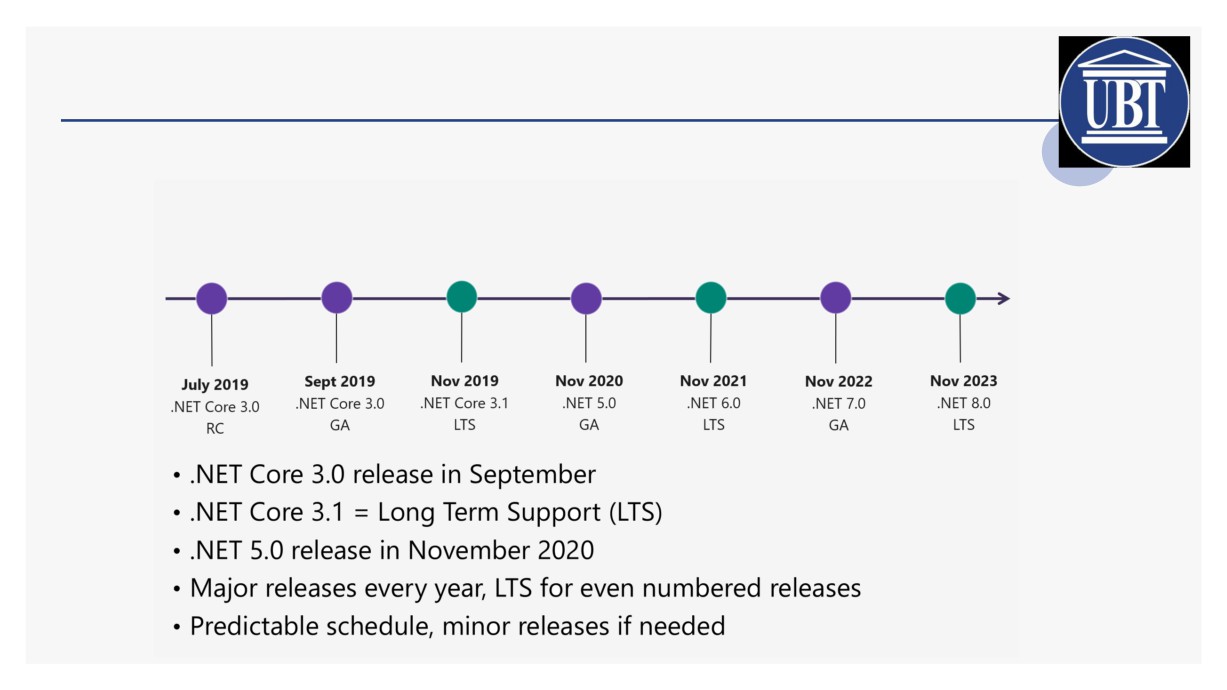 UBT
July 2019
.NET Core 3.0
RC
Sept 2019
.NET Core 3.0
GA
Nov 2019
.NET Core 3.1
LTS
Nov 2020
.NET 5.0
GA
Nov 2021
.NET 6.0
LTS
Nov 2022
.NET 7.0
GA
Nov 2023
.NET 8.0
LTS
• .NET Core 3.0 release in September
• .NET Core 3.1 = Long Term Support (LTS)
• .NET 5.0 release in November 2020
• Major releases every year, LTS for even numbered releases
• Predictable schedule, minor releases if needed